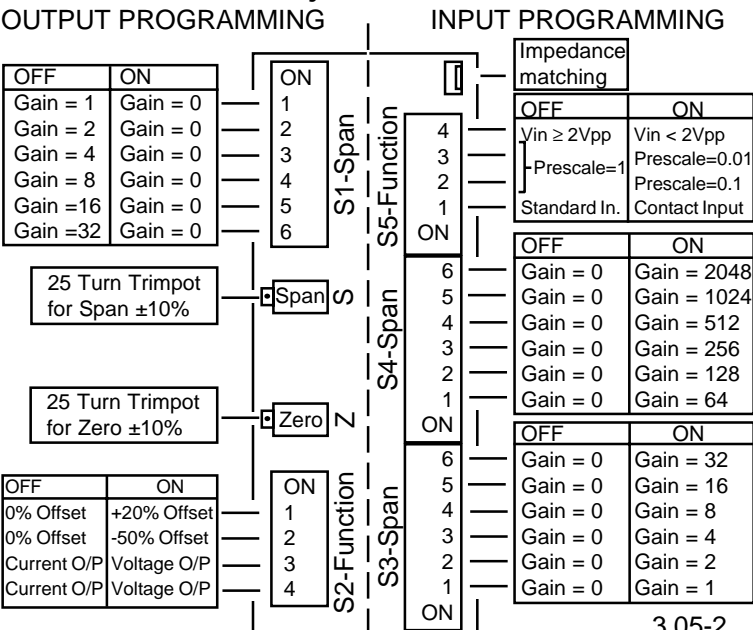 OUTPUT PROGRAMMING
INPUT PROGRAMMING
OFF ON
Gain = 1 Gain = 0
Gain = 2 Gain = 0
Gain = 4 Gain = 0
Gain = 8 Gain = 0
Gain =16 Gain = 0
Gain =32 Gain = 0
ON
1
2
3
4
5
6
S1-Span
25 Turn Trimpot
for Span ±10%
Span
S
25 Turn Trimpot
for Zero ±10%
Zero
Z
OFF ON
0% Offset +20% Offset
0% Offset -50% Offset
Current O/P Voltage O/P
Current O/P Voltage O/P
ON
1
2
3
4
S2-Function
Impedance
matching
S5-Function
4
3
2
1
ON
OFF ON
Vin ≥ 2Vpp Vin < 2Vpp
Prescale=1
Prescale=0.01
Prescale=0.1
Standard In. Contact Input
S4-Span
6
5
4
3
2
1
ON
OFF ON
Gain = 0 Gain = 2048
Gain = 0 Gain = 1024
Gain = 0 Gain = 512
Gain = 0 Gain = 256
Gain = 0 Gain = 128
Gain = 0 Gain = 64
S3-Span
6
5
4
3
2
1
ON
OFF ON
Gain = 0 Gain = 32
Gain = 0 Gain = 16
Gain = 0 Gain = 8
Gain = 0 Gain = 4
Gain = 0 Gain = 2
Gain = 0 Gain = 1
3.05-2